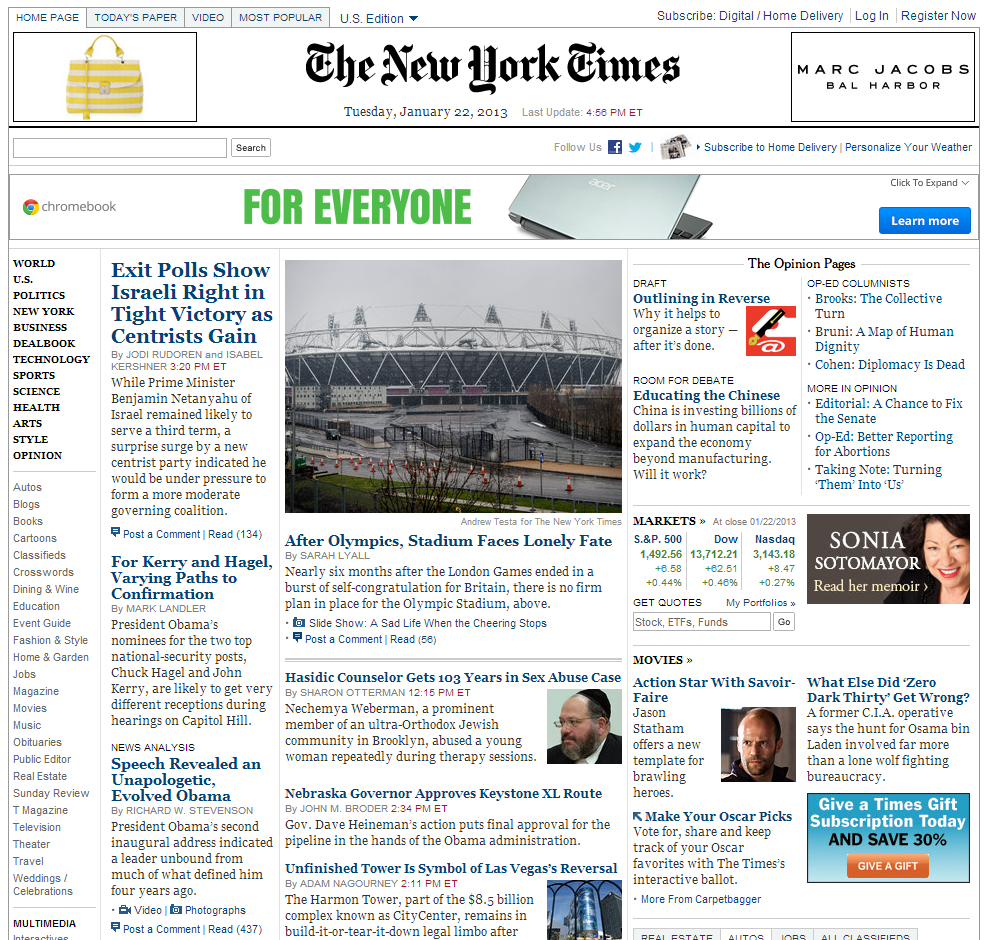 HOME PAGE
TODAY'S PAPER
VIDEO
MOST POPULAR
U.S. Edition
Subscribe: Digital / Home Delivery
Log In
Register Now
The New York Times
Tuesday, January 22, 2013 Last Update: 4:56 PM ET
MARC JACOBS
BAL HARBOR
Search
Follow Us
Subscribe to Home Delivery | Personalize Your Weather
chromebook
FOR EVERYONE
acer
Click To Expand
Learn more
WORLD
U.S.
POLITICS
NEW YORK
BUSINESS
DEALBOOK
TECHNOLOGY
SPORTS
SCIENCE
HEALTH
ARTS
STYLE
OPINION
Autos
Blogs
Books
Cartoons
Classifieds
Crosswords
Dining & Wine
Education
Event Guide
Fashion & Style
Home & Garden
Jobs
Magazine
Movies
Music
Obituaries
Public Editor
Real Estate
Sunday Review
T Magazine
Television
Theater
Travel
Weddings /
Celebrations
MULTIMEDIA
Interactives
Exit Polls Show
Israeli Right in
Tight Victory as
Centrists Gain
By JODI RUDOREN and ISABEL
KERSHNER 3:20 PM ET
While Prime Minister
Benjamin Netanyahu of
Israel remained likely to
serve a third term, a
surprise surge by a new
centrist party indicated he
would be under pressure to
form a more moderate
governing coalition.
Post a Comment | Read (134)
For Kerry and Hagel,
Varying Paths to
Confirmation
By MARK LANDLER
President Obama's
nominees for the two top
national-security posts,
Chuck Hagel and John
Kerry, are likely to get very
different receptions during
hearings on Capitol Hill.
NEWS ANALYSIS
Speech Revealed an
Unapologetic,
Evolved Obama
By RICHARD W. STEVENSON
President Obama's second
inaugural address indicated
a leader unbound from
much of what defined him
four years ago.
• Video | Photographs
Post a Comment | Read (437)
Andrew Testa for The New York Times
After Olympics, Stadium Faces Lonely Fate
By SARAH LYALL
Nearly six months after the London Games ended in a
burst of self-congratulation for Britain, there is no firm
plan in place for the Olympic Stadium, above.
• Slide Show: A Sad Life When the Cheering Stops
• Post a Comment | Read (56)
Hasidic Counselor Gets 103 Years in Sex Abuse Case
By SHARON OTTERMAN 12:15 PM ET
Nechemya Weberman, a prominent
member of an ultra-Orthodox Jewish
community in Brooklyn, abused a young
woman repeatedly during therapy sessions.
Nebraska Governor Approves Keystone XL Route
By JOHN M. BRODER 2:34 PM ET
Gov. Dave Heineman's action puts final approval for the
pipeline in the hands of the Obama administration.
Unfinished Tower Is Symbol of Las Vegas's Reversal
By ADAM NAGOURNEY 2:11 PM ET
The Harmon Tower, part of the $8.5 billion
complex known as CityCenter, remains in
build-it-or-tear-it-down legal limbo after
The Opinion Pages
DRAFT
Outlining in Reverse
Why it helps to
organize a story —
after it's done.
ROOM FOR DEBATE
Educating the Chinese
China is investing billions of
dollars in human capital to
expand the economy
beyond manufacturing.
Will it work?
OP-ED COLUMNISTS
• Brooks: The Collective
Turn
• Bruni: A Map of Human
Dignity
• Cohen: Diplomacy Is Dead
MORE IN OPINION
• Editorial: A Chance to Fix
the Senate
• Op-Ed: Better Reporting
for Abortions
• Taking Note: Turning
'Them' Into 'Us'
MARKETS » At close 01/22/2013
S.&P. 500 Dow Nasdaq
1,492.56 13,712.21 3,143.18
+6.58 +62.51 +8.47
+0.44% +0.46% +0.27%
GET QUOTES My Portfolios »
Stock, ETFs, Funds Go
SONIA
SOTOMAYOR
Read her memoir ›
MOVIES »
Action Star With Savoir-
Faire
Jason
Statham
offers a new
template for
brawling
heroes.
Make Your Oscar Picks
Vote for, share and keep
track of your Oscar
favorites with The Times's
interactive ballot.
• More From Carpetbagger
What Else Did 'Zero
Dark Thirty' Get Wrong?
A former C.I.A. operative
says the hunt for Osama bin
Laden involved far more
than a lone wolf fighting
bureaucracy.
Give a Times Gift
Subscription Today
AND SAVE 30%
GIVE A GIFT
REAL ESTATE
AUTOS
JOBS
ALL CLASSIFIEDS